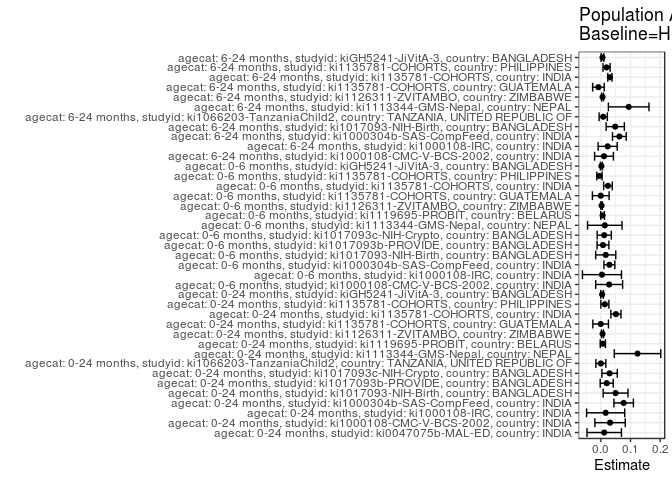 Population A
Baseline=H
agecat: 6-24 months, studyid: kiGH5241-JiVitA-3, country: BANGLADESH
agecat: 6-24 months, studyid: ki1135781-COHORTS, country: PHILIPPINES
agecat: 6-24 months, studyid: ki1135781-COHORTS, country: INDIA
agecat: 6-24 months, studyid: ki1135781-COHORTS, country: GUATEMALA
agecat: 6-24 months, studyid: ki1126311-ZVITAMBO, country: ZIMBABWE
agecat: 6-24 months, studyid: ki1113344-GMS-Nepal, country: NEPAL
agecat: 6-24 months, studyid: ki1066203-TanzaniaChild2, country: TANZANIA, UNITED REPUBLIC OF
agecat: 6-24 months, studyid: ki1017093-NIH-Birth, country: BANGLADESH
agecat: 6-24 months, studyid: ki1000304b-SAS-CompFeed, country: INDIA
agecat: 6-24 months, studyid: ki1000108-IRC, country: INDIA
agecat: 6-24 months, studyid: ki1000108-CMC-V-BCS-2002, country: INDIA
agecat: 0-6 months, studyid: kiGH5241-JiVitA-3, country: BANGLADESH
agecat: 0-6 months, studyid: ki1135781-COHORTS, country: PHILIPPINES
agecat: 0-6 months, studyid: ki1135781-COHORTS, country: INDIA
agecat: 0-6 months, studyid: ki1135781-COHORTS, country: GUATEMALA
agecat: 0-6 months, studyid: ki1126311-ZVITAMBO, country: ZIMBABWE
agecat: 0-6 months, studyid: ki1119695-PROBIT, country: BELARUS
agecat: 0-6 months, studyid: ki1113344-GMS-Nepal, country: NEPAL
agecat: 0-6 months, studyid: ki1017093c-NIH-Crypto, country: BANGLADESH
agecat: 0-6 months, studyid: ki1017093b-PROVIDE, country: BANGLADESH
agecat: 0-6 months, studyid: ki1017093-NIH-Birth, country: BANGLADESH
agecat: 0-6 months, studyid: ki1000304b-SAS-CompFeed, country: INDIA
agecat: 0-6 months, studyid: ki1000108-IRC, country: INDIA
agecat: 0-6 months, studyid: ki1000108-CMC-V-BCS-2002, country: INDIA
agecat: 0-24 months, studyid: kiGH5241-JiVitA-3, country: BANGLADESH
agecat: 0-24 months, studyid: ki1135781-COHORTS, country: PHILIPPINES
agecat: 0-24 months, studyid: ki1135781-COHORTS, country: INDIA
agecat: 0-24 months, studyid: ki1135781-COHORTS, country: GUATEMALA
agecat: 0-24 months, studyid: ki1126311-ZVITAMBO, country: ZIMBABWE
agecat: 0-24 months, studyid: ki1119695-PROBIT, country: BELARUS
agecat: 0-24 months, studyid: ki1113344-GMS-Nepal, country: NEPAL
agecat: 0-24 months, studyid: ki1066203-TanzaniaChild2, country: TANZANIA, UNITED REPUBLIC OF
agecat: 0-24 months, studyid: ki1017093c-NIH-Crypto, country: BANGLADESH
agecat: 0-24 months, studyid: ki1017093b-PROVIDE, country: BANGLADESH
agecat: 0-24 months, studyid: ki1017093-NIH-Birth, country: BANGLADESH
agecat: 0-24 months, studyid: ki1000304b-SAS-CompFeed, country: INDIA
agecat: 0-24 months, studyid: ki1000108-IRC, country: INDIA
agecat: 0-24 months, studyid: ki1000108-CMC-V-BCS-2002, country: INDIA
agecat: 0-24 months, studyid: ki0047075b-MAL-ED, country: INDIA
0.0 0.1 0.2
Estimate